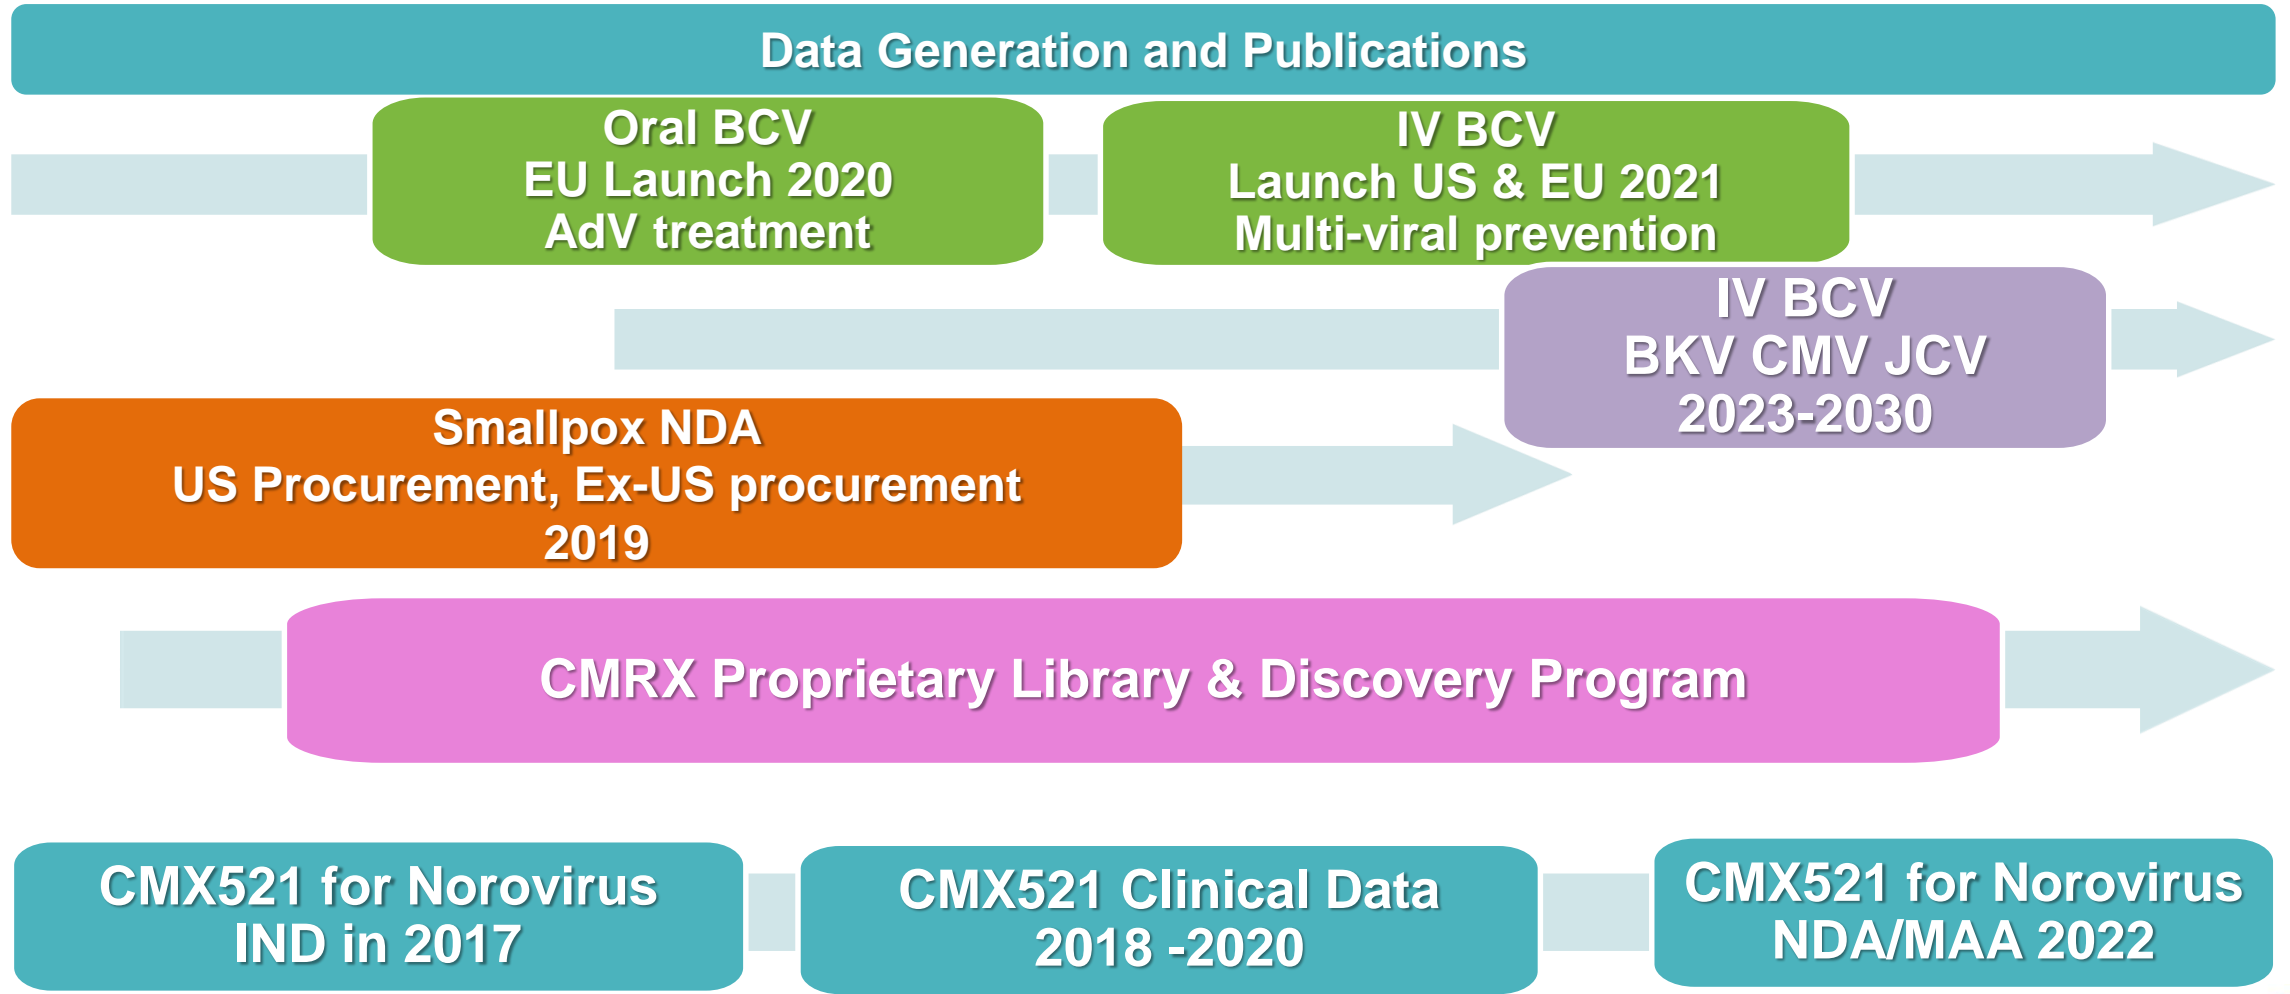 Data Generation and Publications
Oral BCV
EU Launch 2020
AdV treatment
IV BCV
Launch US & EU 2021
Multi-viral prevention
IV BCV
BKV CMV JCV
2023-2030
Smallpox NDA
US Procurement, Ex-US procurement
2019
CMRX Proprietary Library & Discovery Program
CMX521 for Norovirus
IND in 2017
CMX521 Clinical Data
2018 -2020
CMX521 for Norovirus
NDA/MAA 2022